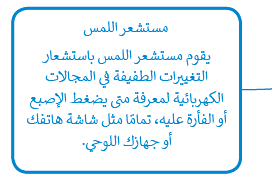 مستشعر اللمس
يقوم مستشعر اللمس باستشعار
التغييرات الطفيفة في المجالات
الكهربائية لمعرفة متى يضغط الإصبع
أو الفأرة عليه، تمامًا مثل شاشة هاتفك
أو جهازك اللوحي.